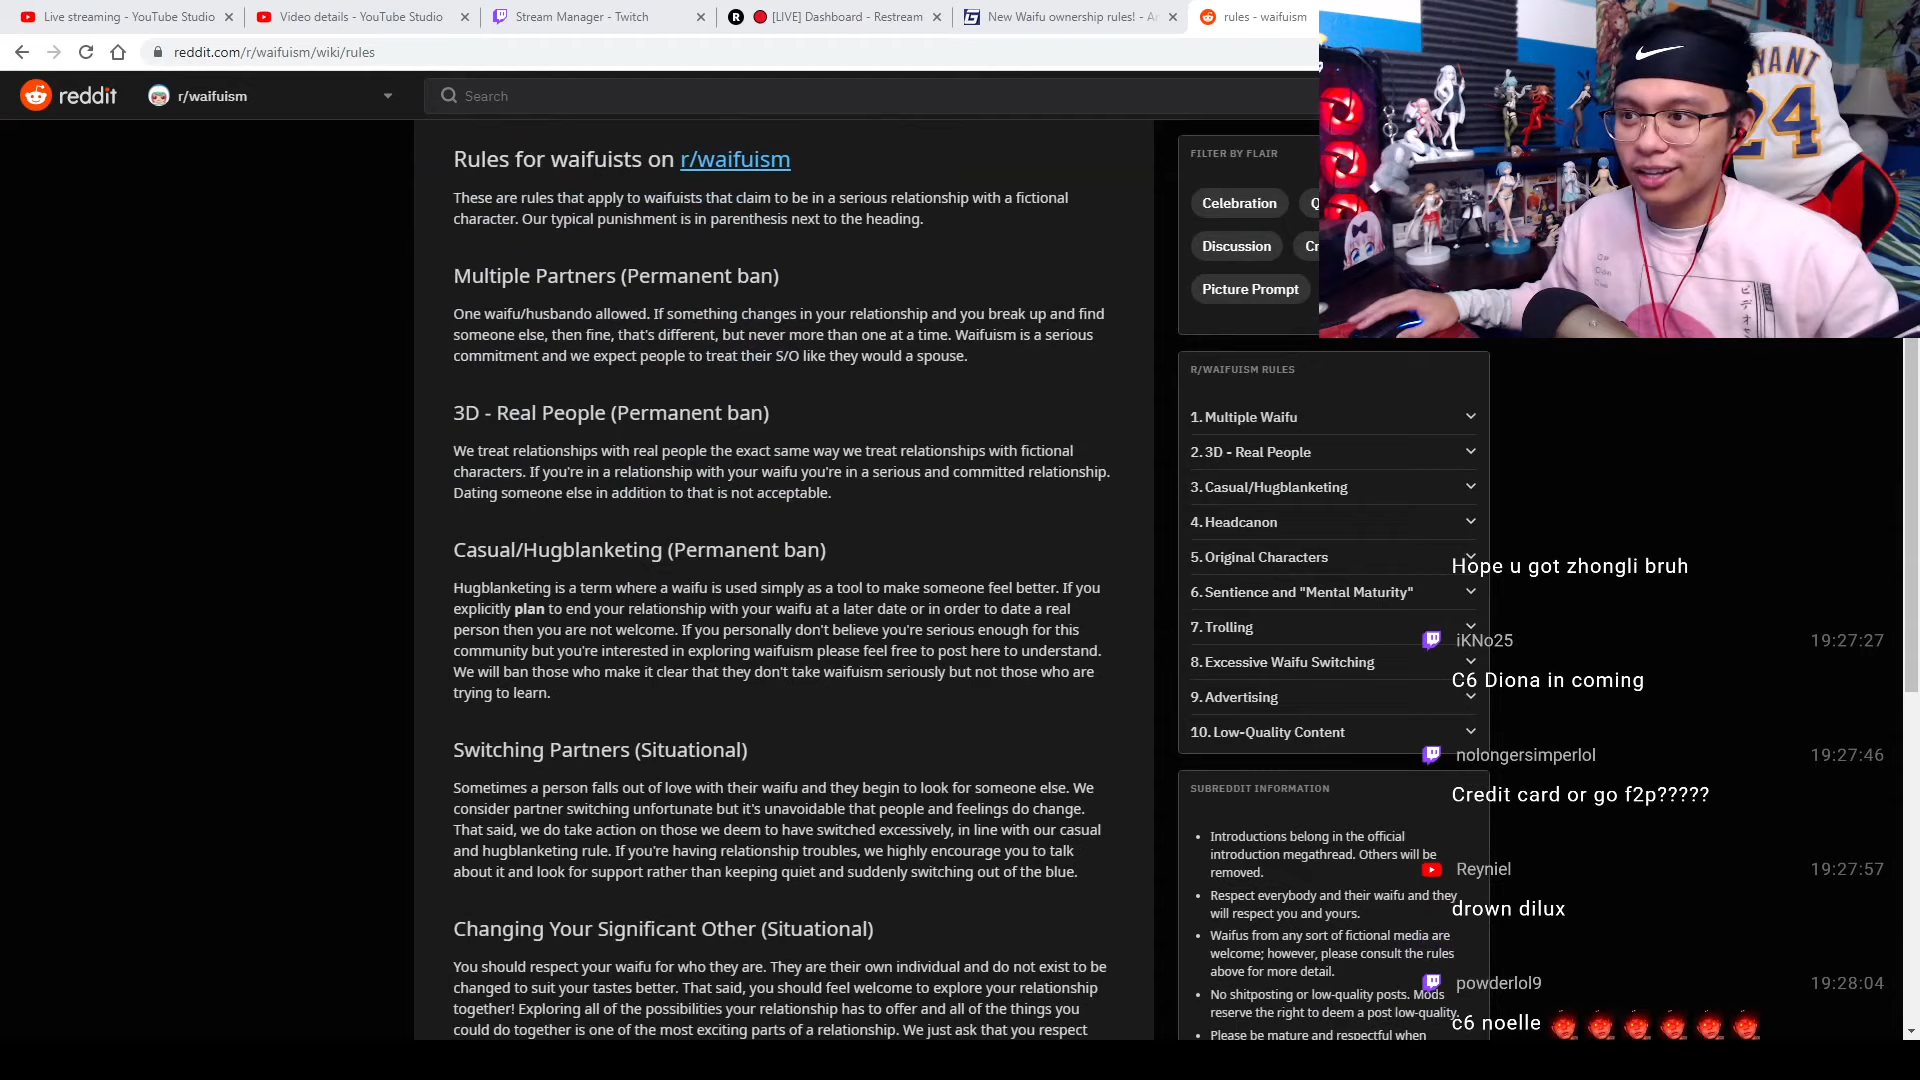 Live streaming - YouTube Studio
Video details - YouTube Studio
Stream Manager - Twitch
[LIVE] Dashboard - Restream
New Waifu ownership rules! - A
rules - waifuism
reddit.com/r/waifuism/wiki/rules
reddit
r/waifuism
Search
Rules for waifuists on r/waifuism
These are rules that apply to waifuists that claim to be in a serious relationship with a fictional
character. Our typical punishment is in parenthesis next to the heading.
Multiple Partners (Permanent ban)
One waifu/husbando allowed. If something changes in your relationship and you break up and find
someone else, then fine, that's different, but never more than one at a time. Waifuism is a serious
commitment and we expect people to treat their S/O like they would a spouse.
3D - Real People (Permanent ban)
We treat relationships with real people the exact same way we treat relationships with fictional
characters. If you're in a relationship with your waifu you're in a serious and committed relationship.
Dating someone else in addition to that is not acceptable.
Casual/Hugblanketing (Permanent ban)
Hugblanketing is a term where a waifu is used simply as a tool to make someone feel better. If you
explicitly plan to end your relationship with your waifu at a later date or in order to date a real
person then you are not welcome. If you personally don't believe you're serious enough for this
community but you're interested in exploring waifuism please feel free to post here to understand.
We will ban those who make it clear that they don't take waifuism seriously but not those who are
trying to learn.
Switching Partners (Situational)
Sometimes a person falls out of love with their waifu and they begin to look for someone else. We
consider partner switching unfortunate but it's unavoidable that people and feelings do change.
That said, we do take action on those we deem to have switched excessively, in line with our casual
and hugblanketing rule. If you're having relationship troubles, we highly encourage you to talk
about it and look for support rather than keeping quiet and suddenly switching out of the blue.
Changing Your Significant Other (Situational)
You should respect your waifu for who they are. They are their own individual and do not exist to be
changed to suit your tastes better. That said, you should feel welcome to explore your relationship
together! Exploring all of the possibilities your relationship has to offer and all of the things you
could do together is one of the most exciting parts of a relationship. We just ask that you respect
FILTER BY FLAIR
Celebration
Q
Discussion
Cr
Picture Prompt
R/WAIFUISM RULES
1. Multiple Waifu
2. 3D - Real People
3. Casual/Hugblanketing
4. Headcanon
5. Original Characters
6. Sentience and "Mental Maturity"
7. Trolling
8. Excessive Waifu Switching
9. Advertising
10. Low-Quality Content
SUBREDDIT INFORMATION
• Introductions belong in the official
introduction megathread. Others will be
removed.
• Respect everybody and their waifu and they
will respect you and yours.
• Waifus from any sort of fictional media are
welcome; however, please consult the rules
above for more detail.
• No shitposting or low-quality posts. Mods
reserve the right to deem a post low-quality.
• Please be mature and respectful when
YANT
24
Hope u got zhongli bruh
iKNo25 19:27:27
C6 Diona in coming
nolongersimperlol 19:27:46
Credit card or go f2p?????
Reyniel 19:27:57
drown dilux
powderlol9 19:28:04
c6 noelle